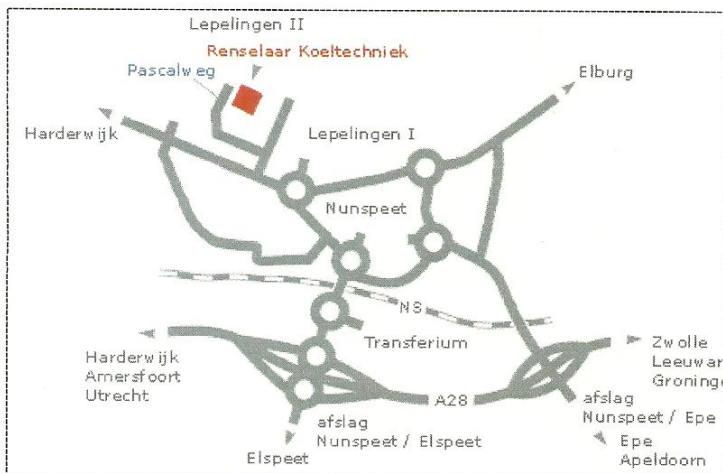 Lepelingen II
Renselaar Koeltechniek
Pascalweg
Elburg
Harderwijk
Lepelingen I
Nunspeet
NS
Transferium
Harderwijk
Amersfoort
Utrecht
Zwolle
Leeuwar
Groninge
A28
afslag
Nunspeet / Elspeet
afslag
Nunspeet / Epe
Elspeet
Epe
Apeldoorn